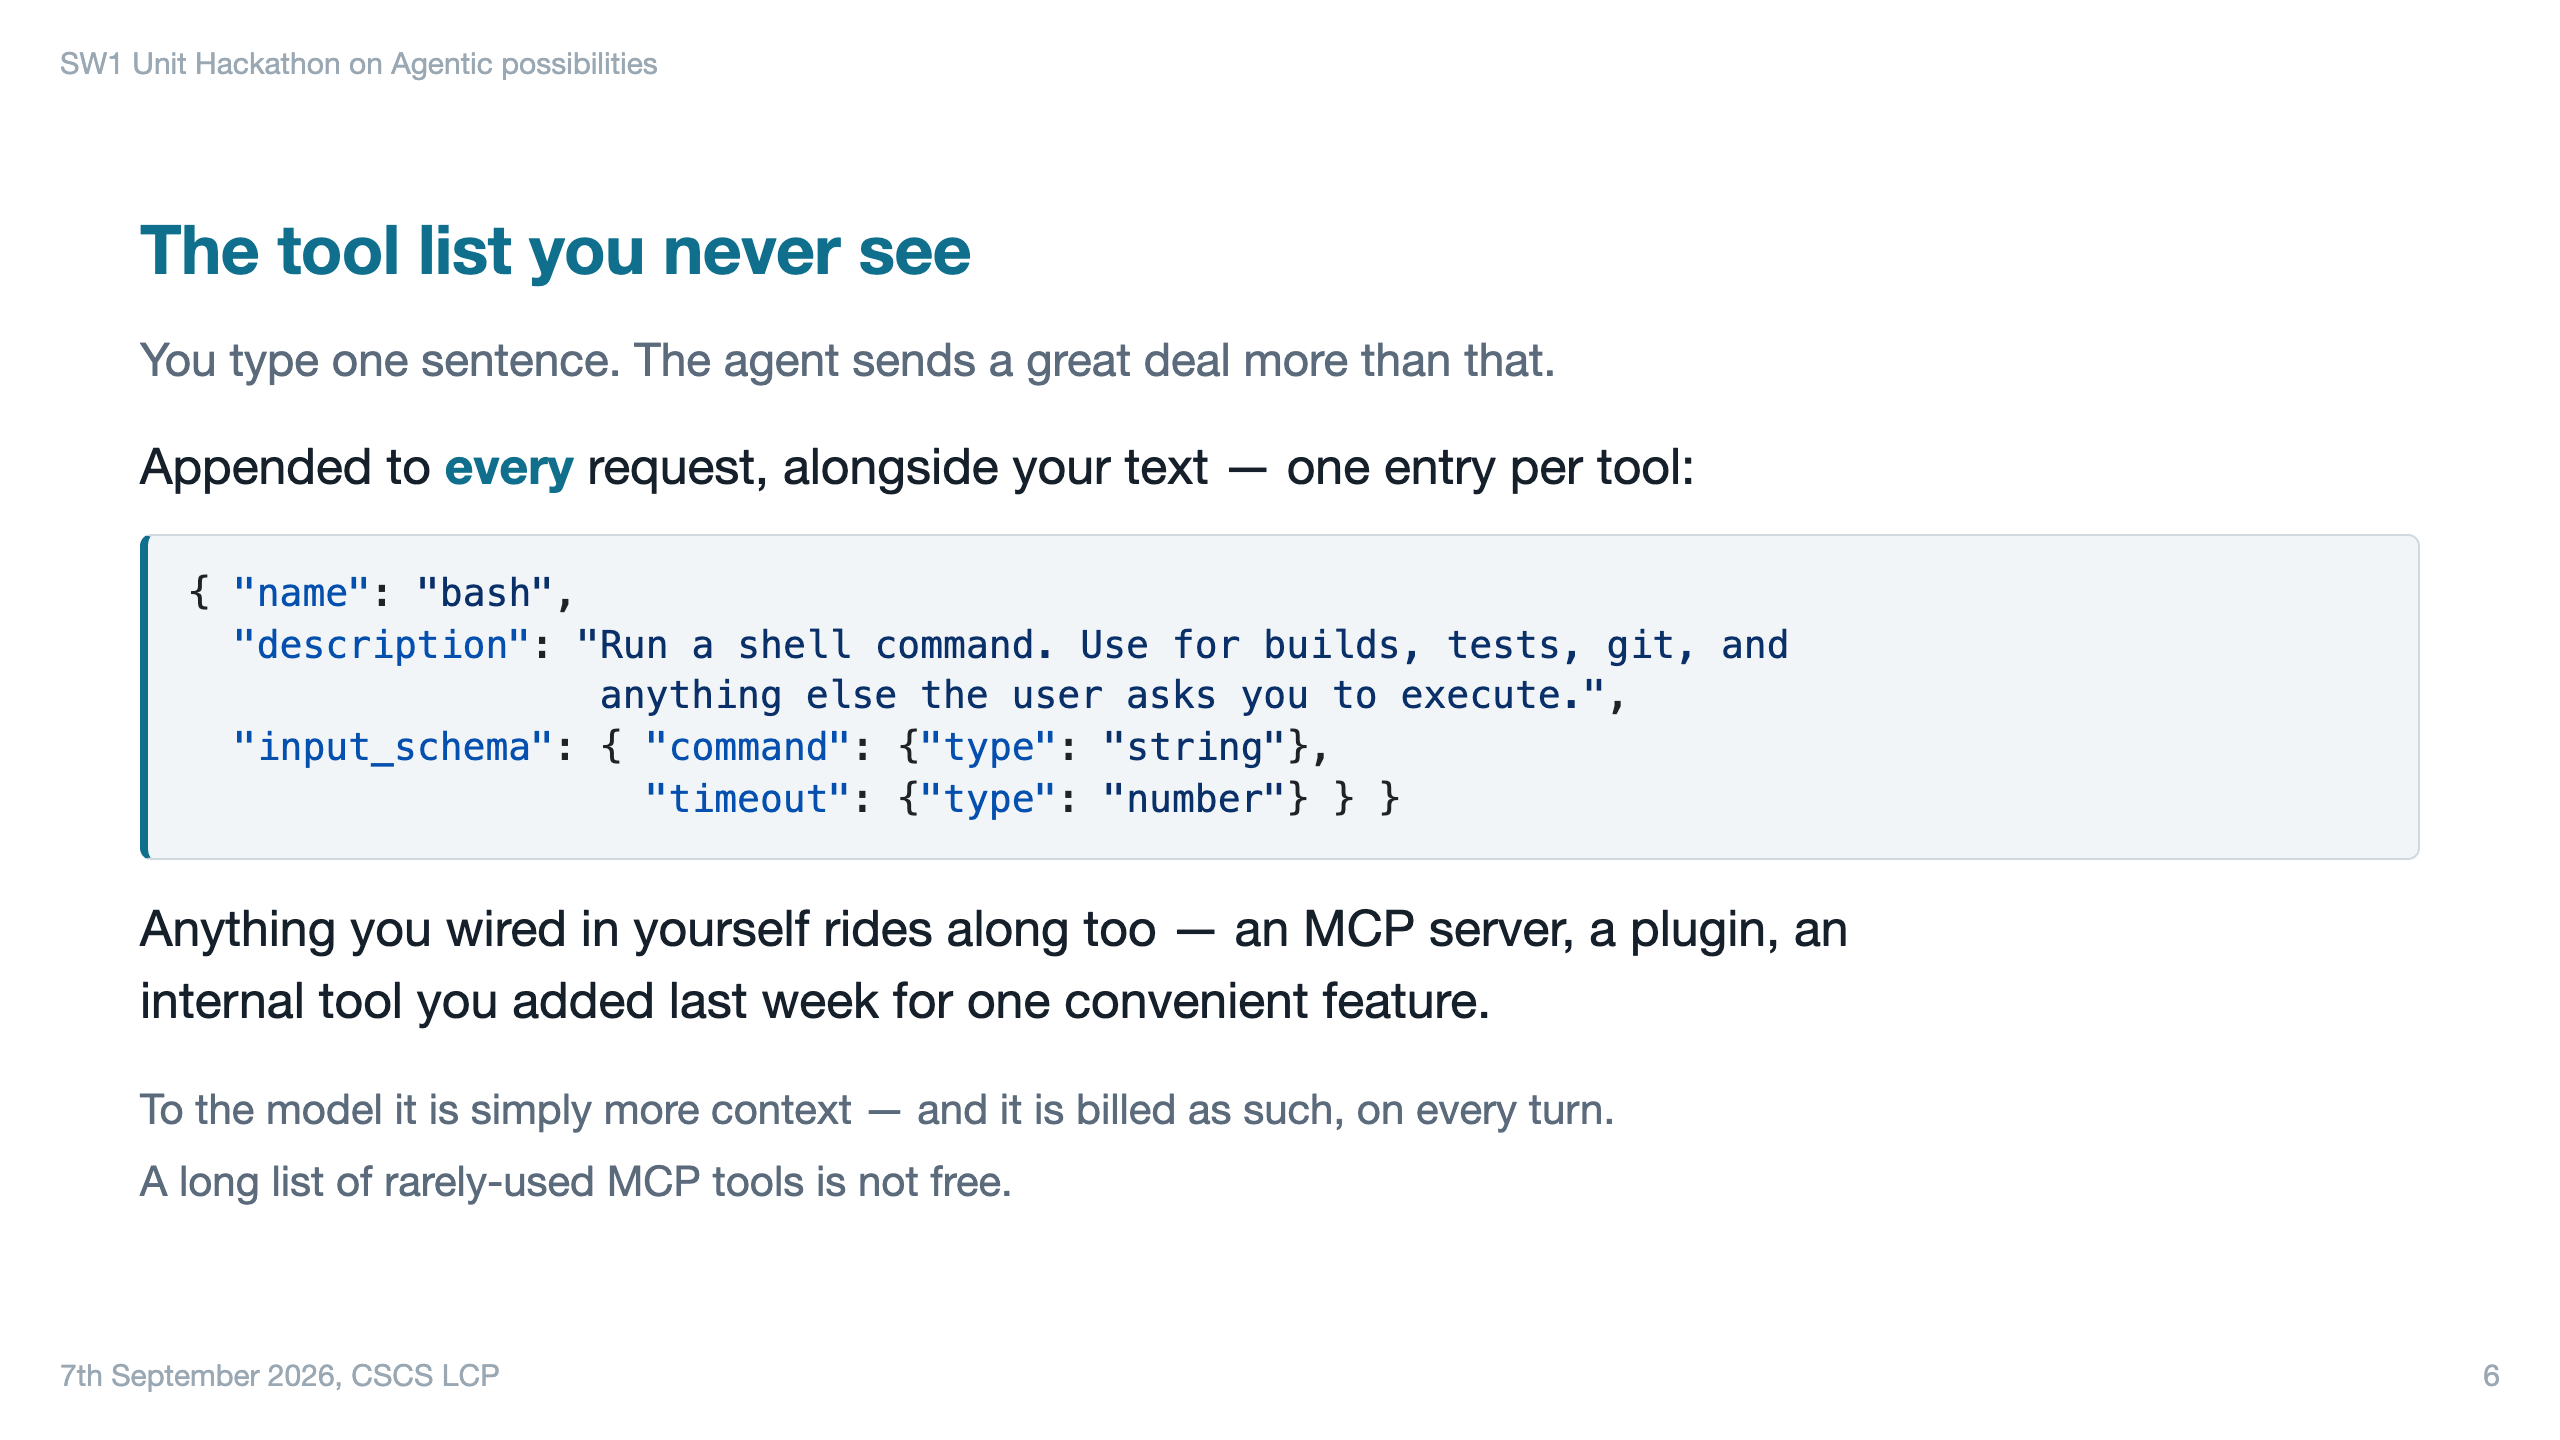 SW1 Unit Hackathon on Agentic possibilities
The tool list you never see
You type one sentence. The agent sends a great deal more than that.
Appended to every request, alongside your text — one entry per tool:
{ "name": "bash",
  "description": "Run a shell command. Use for builds, tests, git, and
                  anything else the user asks you to execute.",
  "input_schema": { "command": {"type": "string"},
                    "timeout": {"type": "number"} } }
Anything you wired in yourself rides along too — an MCP server, a plugin, an
internal tool you added last week for one convenient feature.
To the model it is simply more context — and it is billed as such, on every turn.
A long list of rarely-used MCP tools is not free.
7th September 2026, CSCS LCP
6